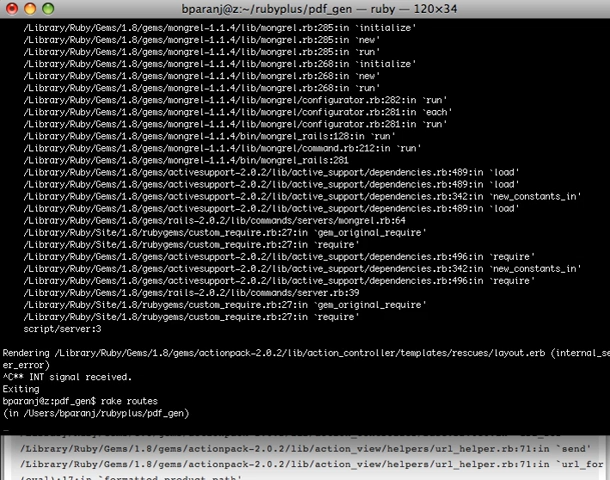 bparanj@z:~/rubyplus/pdf_gen — ruby — 120×34
/Library/Ruby/Gems/1.8/gems/mongrel-1.1.4/lib/mongrel.rb:285:in `initialize'
/Library/Ruby/Gems/1.8/gems/mongrel-1.1.4/lib/mongrel.rb:285:in `new'
/Library/Ruby/Gems/1.8/gems/mongrel-1.1.4/lib/mongrel.rb:285:in `run'
/Library/Ruby/Gems/1.8/gems/mongrel-1.1.4/lib/mongrel.rb:268:in `initialize'
/Library/Ruby/Gems/1.8/gems/mongrel-1.1.4/lib/mongrel.rb:268:in `new'
/Library/Ruby/Gems/1.8/gems/mongrel-1.1.4/lib/mongrel.rb:268:in `run'
/Library/Ruby/Gems/1.8/gems/mongrel-1.1.4/lib/mongrel/configurator.rb:282:in `run'
/Library/Ruby/Gems/1.8/gems/mongrel-1.1.4/lib/mongrel/configurator.rb:281:in `each'
/Library/Ruby/Gems/1.8/gems/mongrel-1.1.4/lib/mongrel/configurator.rb:281:in `run'
/Library/Ruby/Gems/1.8/gems/mongrel-1.1.4/bin/mongrel_rails:128:in `run'
/Library/Ruby/Gems/1.8/gems/mongrel-1.1.4/lib/mongrel/command.rb:212:in `run'
/Library/Ruby/Gems/1.8/gems/mongrel-1.1.4/bin/mongrel_rails:281
/Library/Ruby/Gems/1.8/gems/activesupport-2.0.2/lib/active_support/dependencies.rb:489:in `load'
/Library/Ruby/Gems/1.8/gems/activesupport-2.0.2/lib/active_support/dependencies.rb:489:in `load'
/Library/Ruby/Gems/1.8/gems/activesupport-2.0.2/lib/active_support/dependencies.rb:342:in `new_constants_in'
/Library/Ruby/Gems/1.8/gems/activesupport-2.0.2/lib/active_support/dependencies.rb:489:in `load'
/Library/Ruby/Gems/1.8/gems/rails-2.0.2/lib/commands/servers/mongrel.rb:64
/Library/Ruby/Site/1.8/rubygems/custom_require.rb:27:in `gem_original_require'
/Library/Ruby/Site/1.8/rubygems/custom_require.rb:27:in `require'
/Library/Ruby/Gems/1.8/gems/activesupport-2.0.2/lib/active_support/dependencies.rb:496:in `require'
/Library/Ruby/Gems/1.8/gems/activesupport-2.0.2/lib/active_support/dependencies.rb:342:in `new_constants_in'
/Library/Ruby/Gems/1.8/gems/activesupport-2.0.2/lib/active_support/dependencies.rb:496:in `require'
/Library/Ruby/Gems/1.8/gems/rails-2.0.2/lib/commands/server.rb:39
/Library/Ruby/Site/1.8/rubygems/custom_require.rb:27:in `gem_original_require'
/Library/Ruby/Site/1.8/rubygems/custom_require.rb:27:in `require'
script/server:3
Rendering /Library/Ruby/Gems/1.8/gems/actionpack-2.0.2/lib/action_controller/templates/rescues/layout.erb (internal_se
er_error)
^C** INT signal received.
Exiting
bparanj@z:pdf_gen$ rake routes
(in /Users/bparanj/rubyplus/pdf_gen)
/Library/Ruby/Gems/1.8/gems/actionpack-2.0.2/lib/action_view/helpers/url_helper.rb:71:in `send'
/Library/Ruby/Gems/1.8/gems/actionpack-2.0.2/lib/action_view/helpers/url_helper.rb:71:in `url_for
(eval):17:in `formatted_product_path'